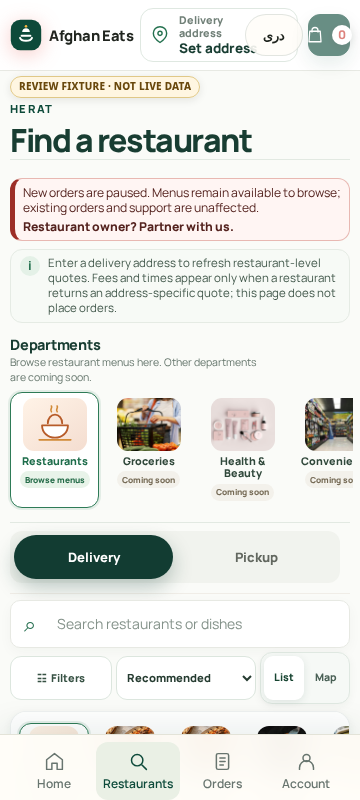 Afghan Eats
Delivery address
Set address
دری
0
REVIEW FIXTURE · NOT LIVE DATA
HERAT
Find a restaurant
New orders are paused. Menus remain available to browse;
existing orders and support are unaffected.
Restaurant owner? Partner with us.
i
Enter a delivery address to refresh restaurant-level
quotes. Fees and times appear only when a restaurant
returns an address-specific quote; this page does not
place orders.
Departments
Browse restaurant menus here. Other departments
are coming soon.
Restaurants
Browse menus
Groceries
Coming soon
Health &
Beauty
Coming soon
Convenie
Coming so
Delivery
Pickup
Search restaurants or dishes
Filters
Recommended
List
Map
Home
Restaurants
Orders
Account